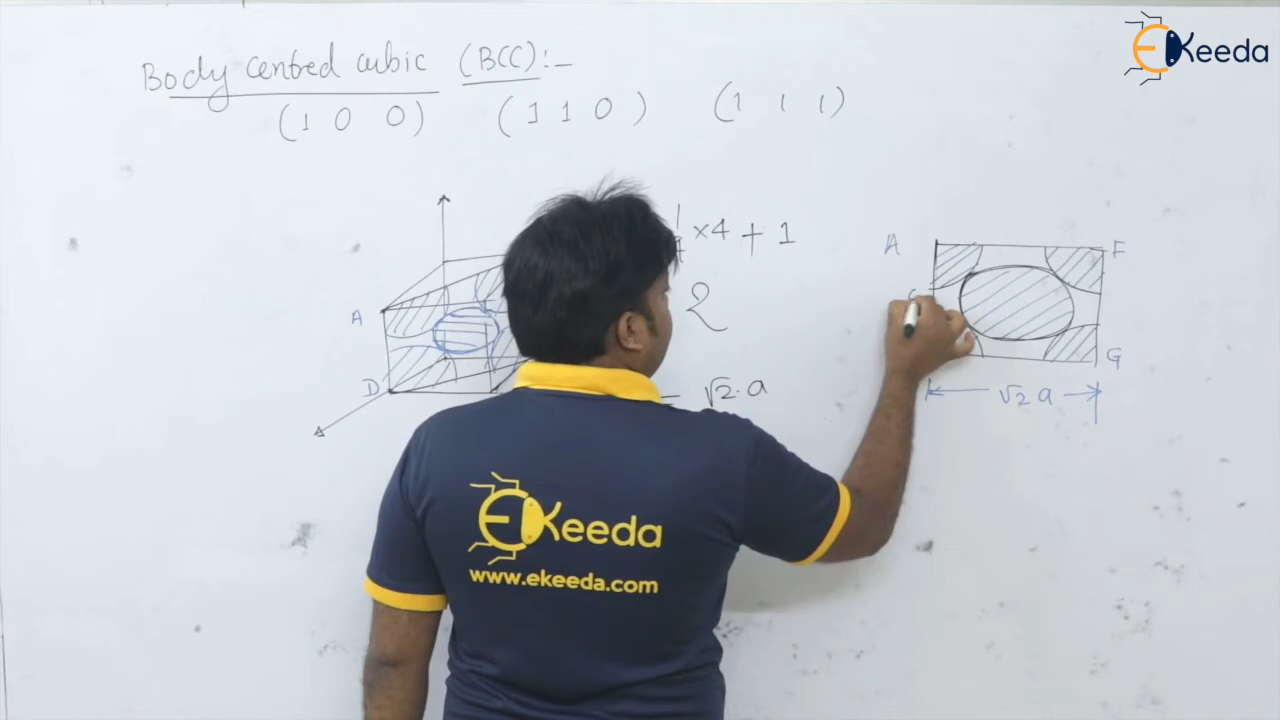 EKeeda
Body centred cubic (BCC):-
(1 0 0) (1 1 0) (1 1 1)
×4 + 1
2
A
D
√2.a
A
F
G
√2 a
EKeeda
www.ekeeda.com